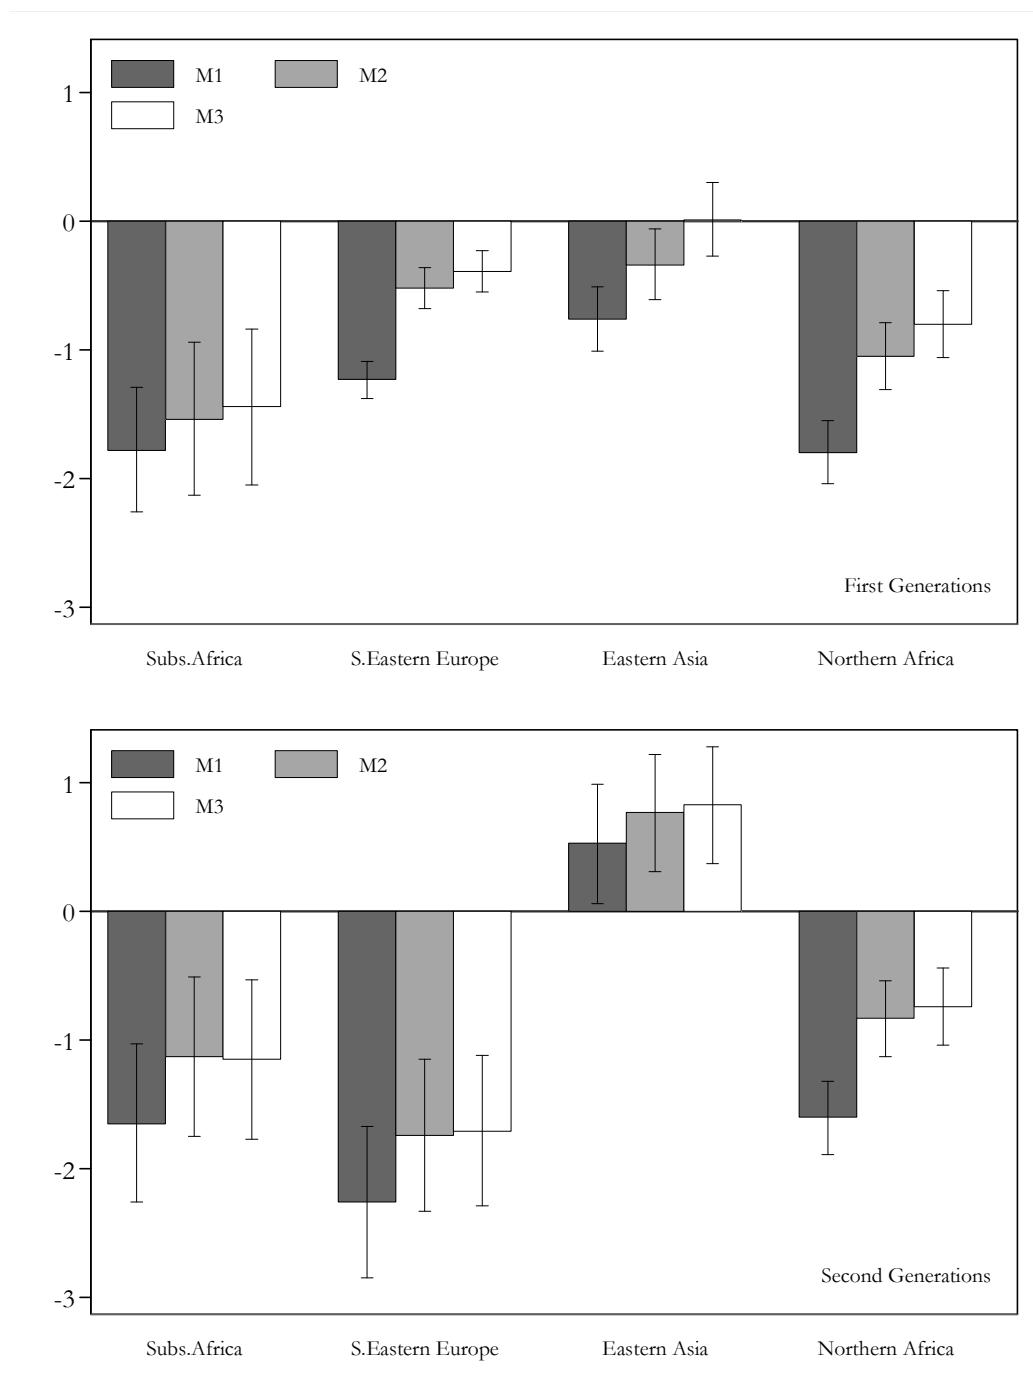 M1 M2
M3
1
0
-1
-2
-3
First Generations
Subs.Africa S.Eastern Europe Eastern Asia Northern Africa
M1 M2
M3
1
0
-1
-2
-3
Second Generations
Subs.Africa S.Eastern Europe Eastern Asia Northern Africa